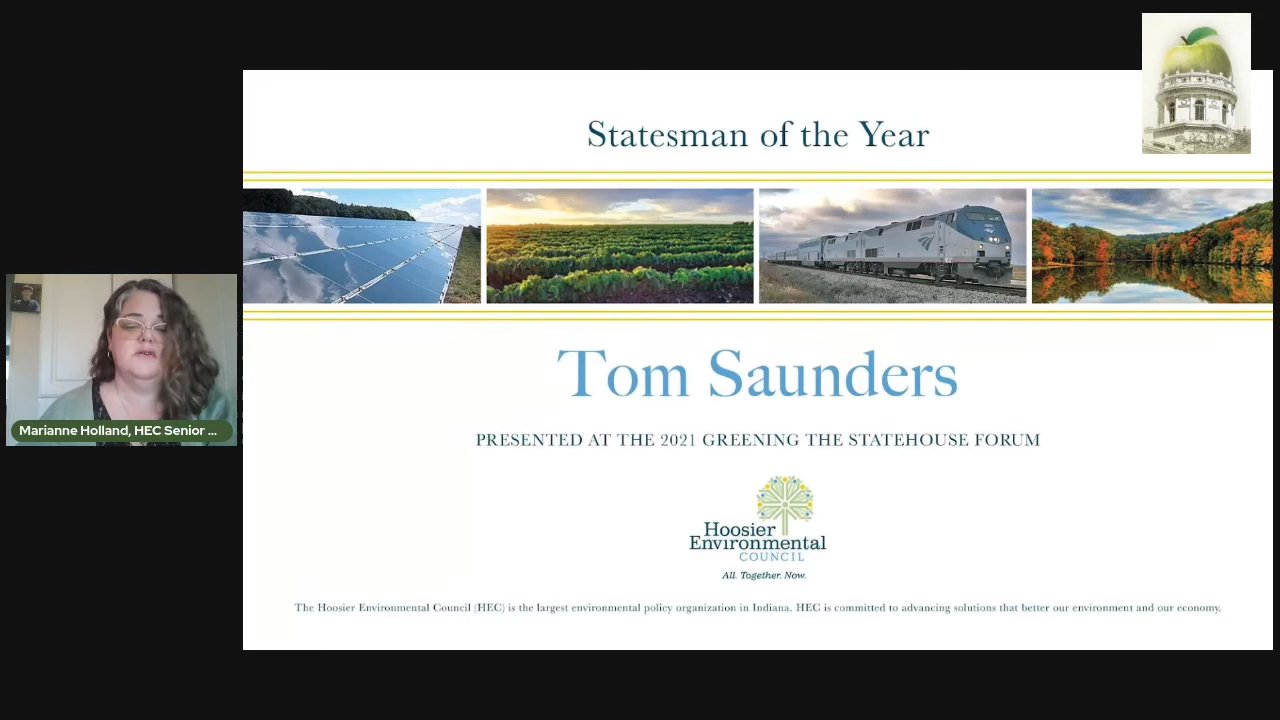 Statesman of the Year
Tom Saunders
PRESENTED AT THE 2021 GREENING THE STATEHOUSE FORUM
Hoosier
Environmental
COUNCIL
All. Together. Now.
The Hoosier Environmental Council (HEC) is the largest environmental policy organization in Indiana. HEC is committed to advancing solutions that better our environment and our economy.
Marianne Holland, HEC Senior ...